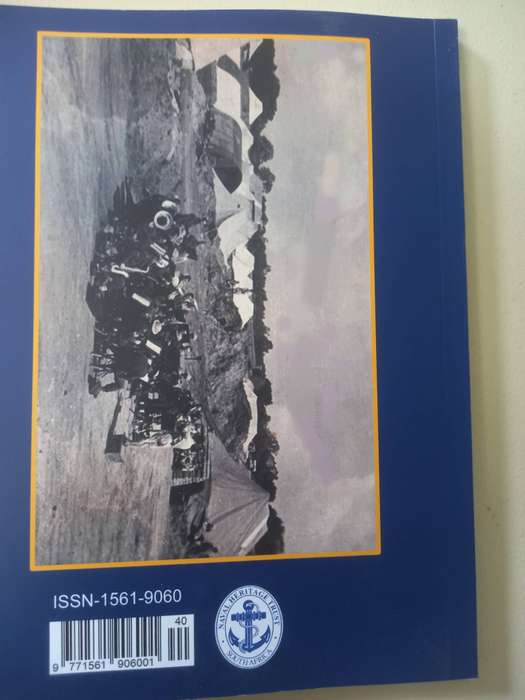 ISSN-1561-9060
40
9 771561 906001
NAVAL HERITAGE TRUST
SOUTH AFRICA